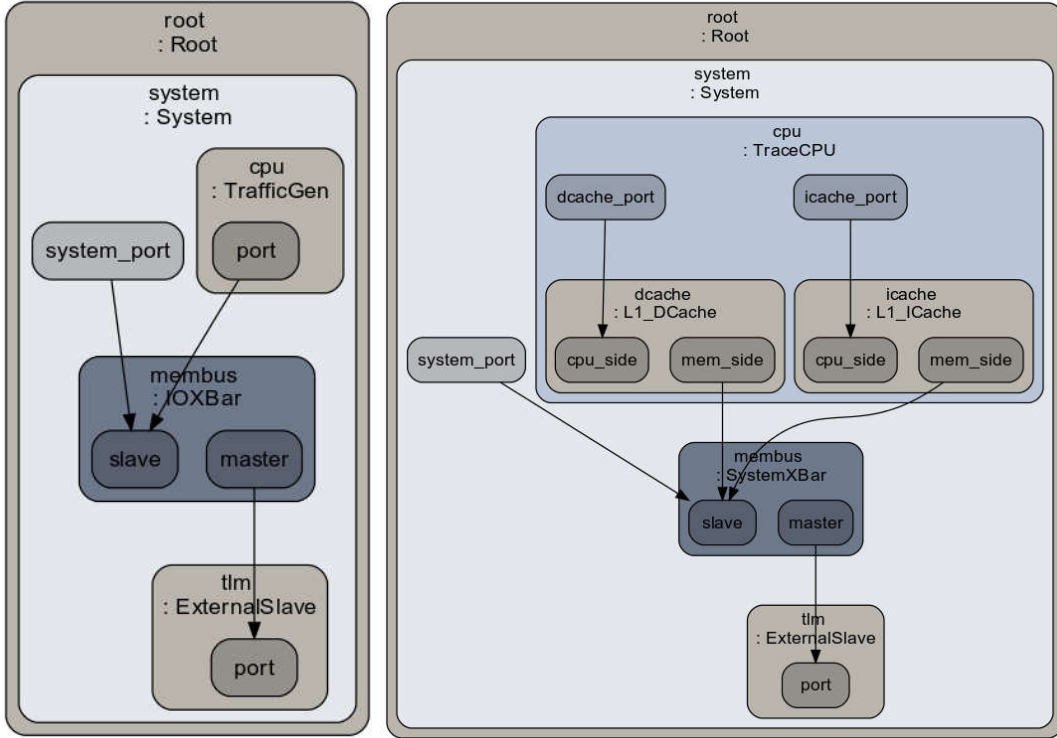 root
: Root
system
: System
cpu
: TrafficGen
system_port
port
membus
: IOXBar
slave
master
tlm
: ExternalSlave
port
root
: Root
system
: System
cpu
: TraceCPU
dcache_port
icache_port
dcache
: L1_DCache
icache
: L1_ICache
system_port
cpu_side
mem_side
cpu_side
mem_side
membus
: SystemXBar
slave
master
tlm
: ExternalSlave
port